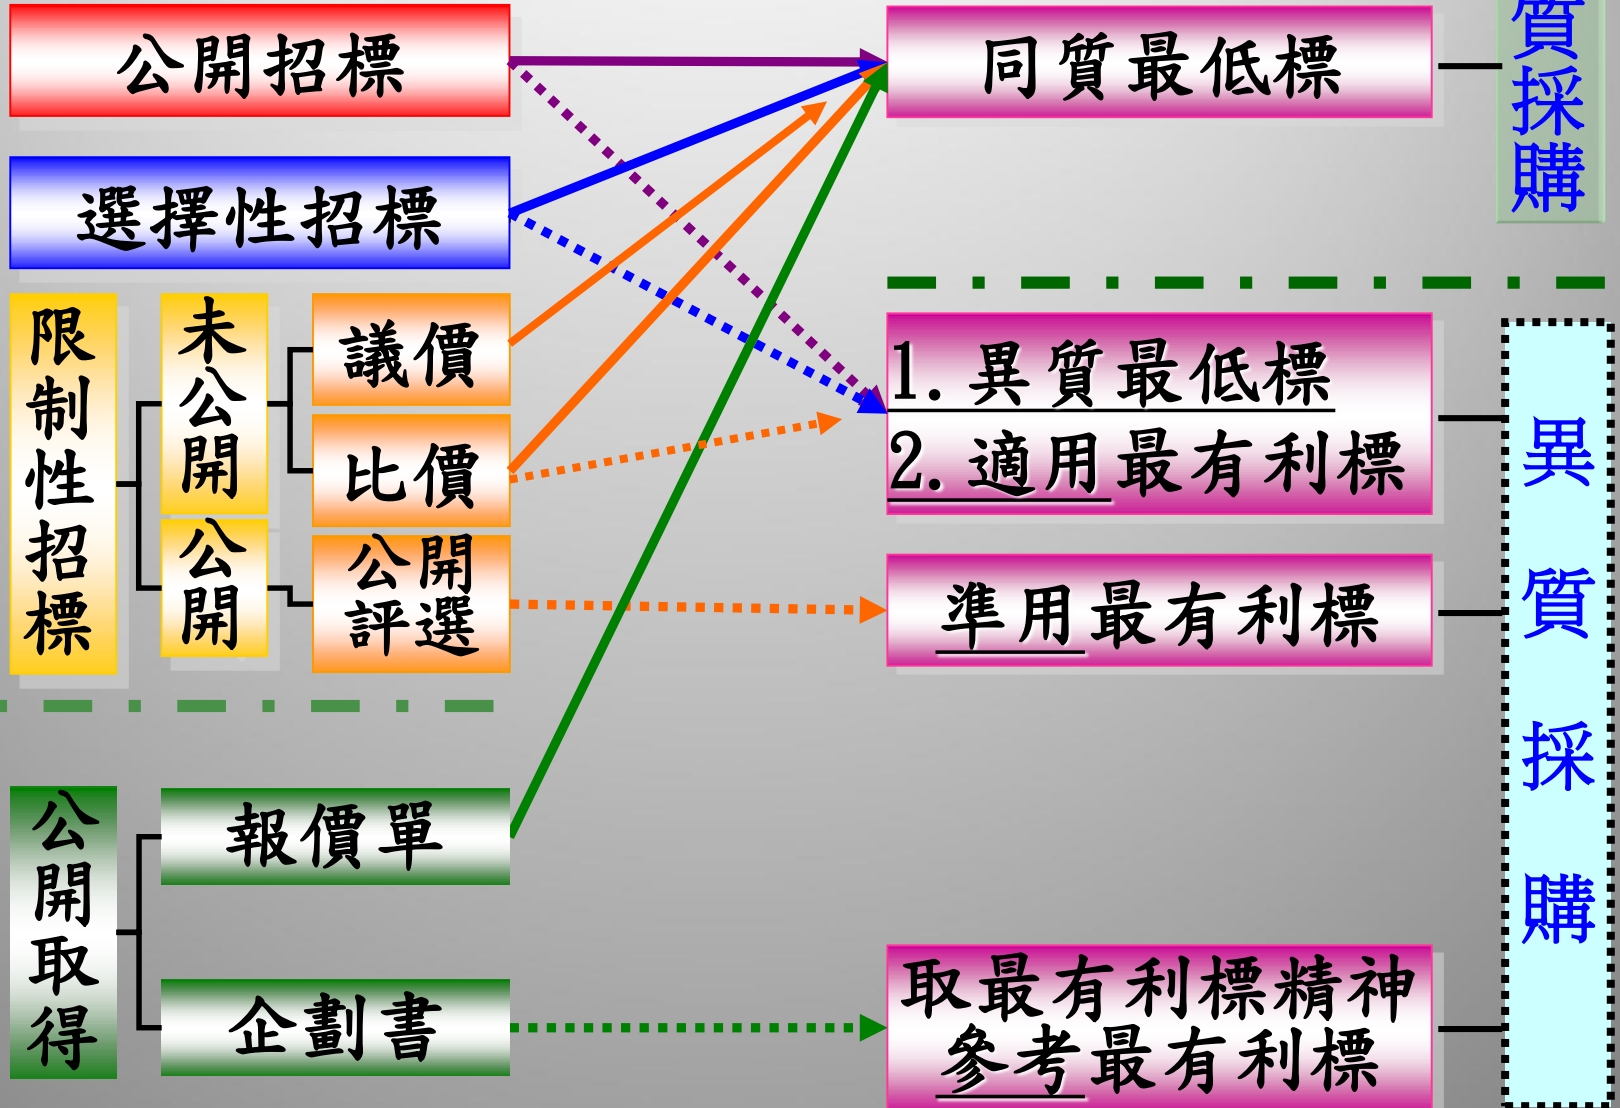 公開招標
選擇性招標
限制性招標
未公開
公開
議價
比價
公開
評選
公開取得
報價單
企劃書
同質最低標
1.異質最低標
2.適用最有利標
準用最有利標
取最有利標精神
參考最有利標
質採購
異質採購